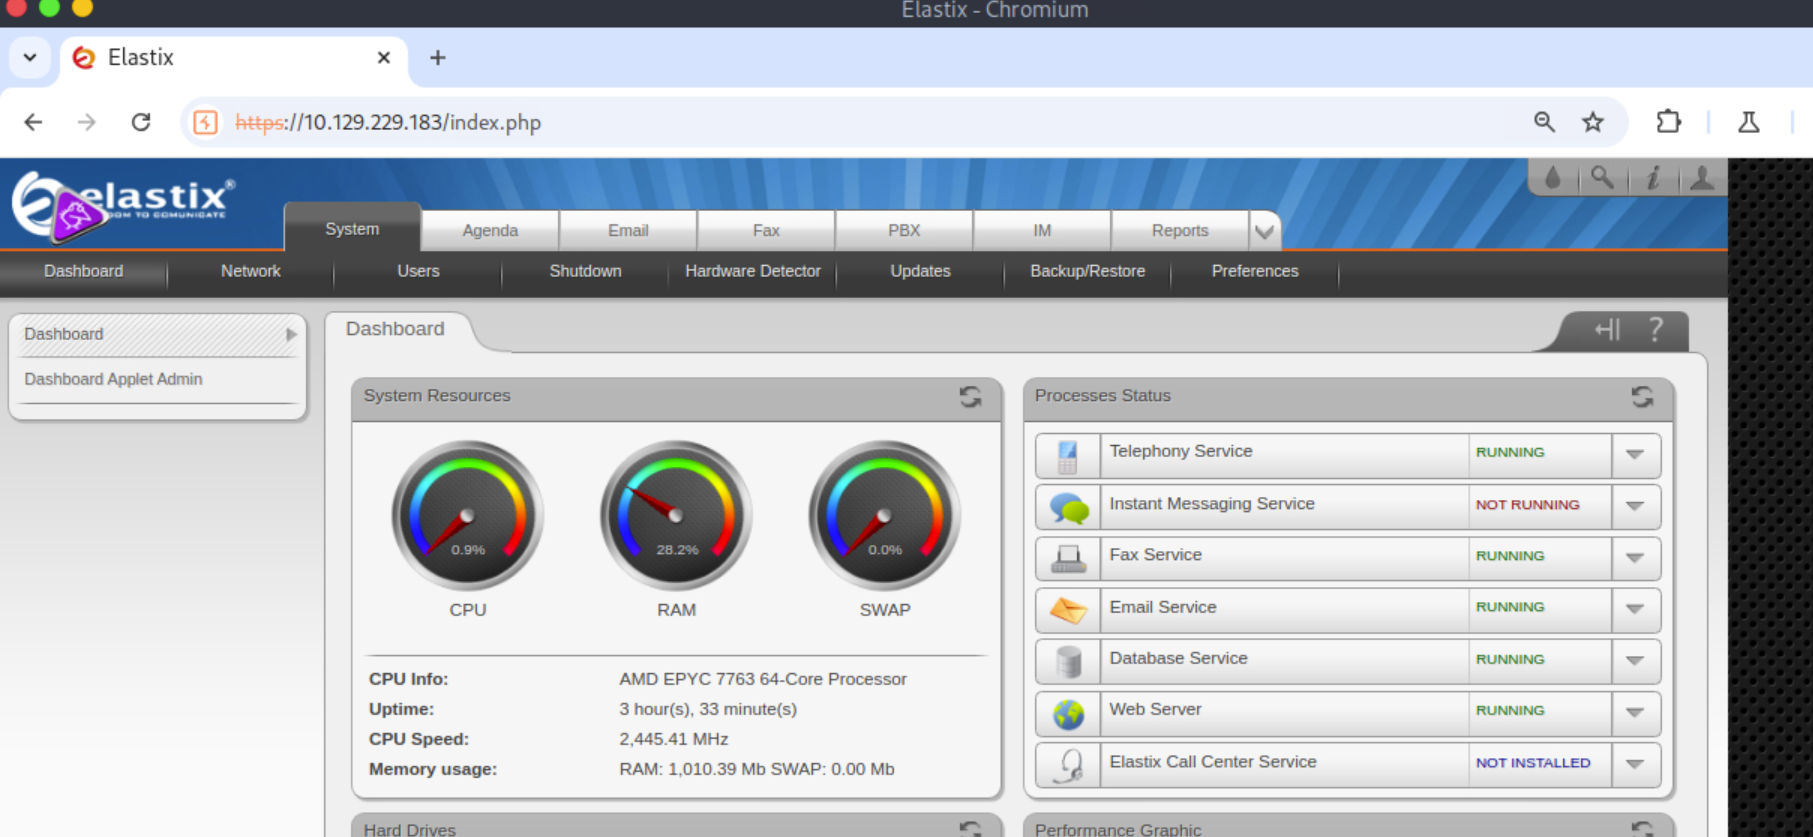 Elastix - Chromium
Elastix
https://10.129.229.183/index.php
elastix®
DOM TO COMUNICATE
System Agenda Email Fax PBX IM Reports
Dashboard Network Users Shutdown Hardware Detector Updates Backup/Restore Preferences
Dashboard
Dashboard Applet Admin
Dashboard
?
System Resources
0.9% 28.2% 0.0%
CPU RAM SWAP
CPU Info: AMD EPYC 7763 64-Core Processor
Uptime: 3 hour(s), 33 minute(s)
CPU Speed: 2,445.41 MHz
Memory usage: RAM: 1,010.39 Mb SWAP: 0.00 Mb
Processes Status
Telephony Service RUNNING
Instant Messaging Service NOT RUNNING
Fax Service RUNNING
Email Service RUNNING
Database Service RUNNING
Web Server RUNNING
Elastix Call Center Service NOT INSTALLED
Hard Drives
Performance Graphic